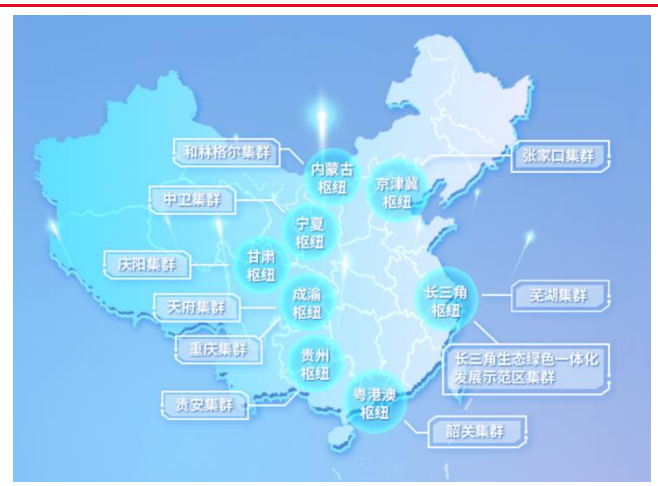 和林格尔集群
内蒙古
枢纽
京津冀
枢纽
张家口集群
中卫集群
宁夏
枢纽
庆阳集群
甘肃
枢纽
天府集群
成渝
枢纽
长三角
枢纽
芜湖集群
重庆集群
贵州
枢纽
长三角生态绿色一体化
发展示范区集群
贵安集群
粤港澳
枢纽
韶关集群